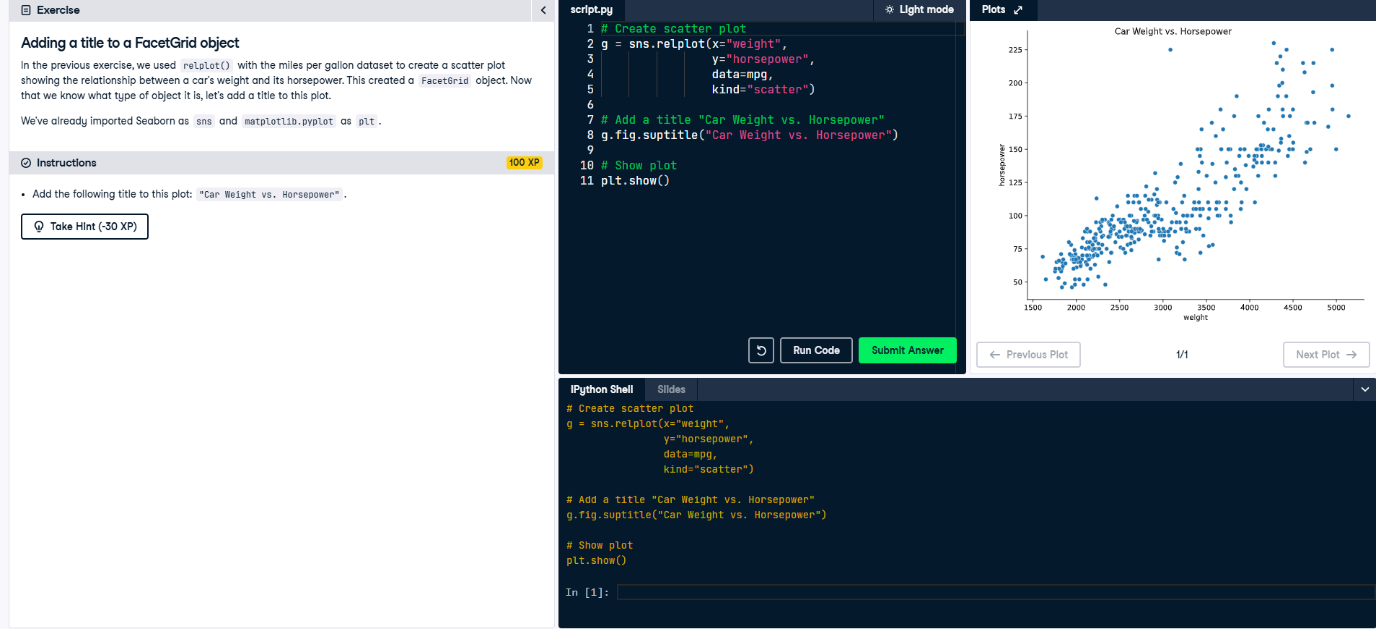 Exercise
Adding a title to a FacetGrid object
In the previous exercise, we used relplot() with the miles per gallon dataset to create a scatter plot
showing the relationship between a car's weight and its horsepower. This created a FacetGrid object. Now
that we know what type of object it is, let's add a title to this plot.
We've already imported Seaborn as sns and matplotlib.pyplot as plt.
Instructions
100 XP
• Add the following title to this plot: "Car Weight vs. Horsepower".
Take Hint (-30 XP)
script.py
Light mode
1 # Create scatter plot
2 g = sns.relplot(x="weight",
3 y="horsepower",
4 data=mpg,
5 kind="scatter")
6
7 # Add a title "Car Weight vs. Horsepower"
8 g.fig.suptitle("Car Weight vs. Horsepower")
9
10 # Show plot
11 plt.show()
Run Code
Submit Answer
Plots
Car Weight vs. Horsepower
225
200
175
150
125
100
75
50
horsepower
1500 2000 2500 3000 3500 4000 4500 5000
weight
← Previous Plot
1/1
Next Plot →
IPython Shell
Slides
# Create scatter plot
g = sns.relplot(x="weight",
y="horsepower",
data=mpg,
kind="scatter")
# Add a title "Car Weight vs. Horsepower"
g.fig.suptitle("Car Weight vs. Horsepower")
# Show plot
plt.show()
In [1]: